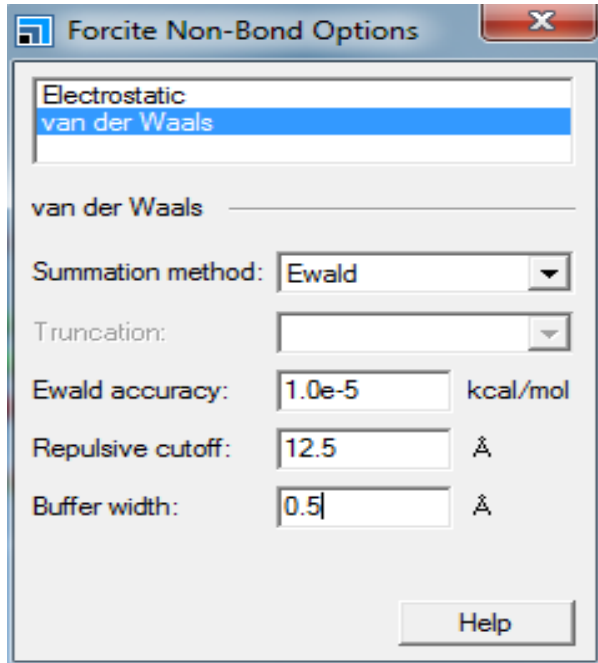 Forcite Non-Bond Options
Electrostatic
van der Waals
van der Waals
Summation method: Ewald
Truncation:
Ewald accuracy: 1.0e-5 kcal/mol
Repulsive cutoff: 12.5 Å
Buffer width: 0.5 Å
Help